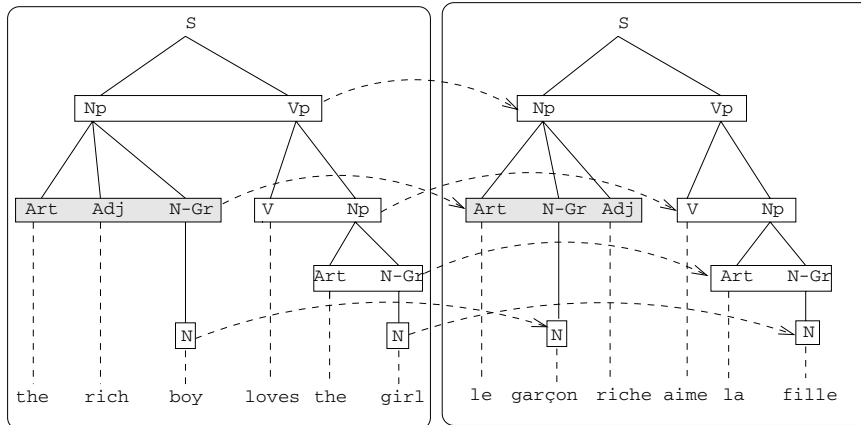 S S
Np Vp Np Vp
Art Adj N-Gr V Np Art N-Gr Adj V Np
Art N-Gr Art N-Gr
N N N N
the rich boy loves the girl le garçon riche aime la fille